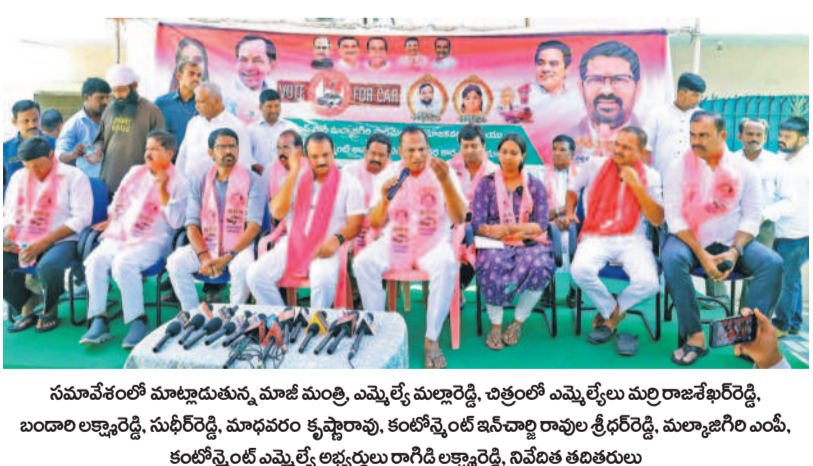 VOTE FOR CAR
సమావేశంలో మాట్లాడుతున్న మాజీ మంత్రి, ఎమ్మెల్యే మల్లారెడ్డి, చిత్రంలో ఎమ్మెల్యేలు మర్రి రాజశేఖర్‌రెడ్డి,
బండారి లక్ష్మారెడ్డి, సుధీర్‌రెడ్డి, మాధవరం కృష్ణారావు, కంటోన్మెంట్ ఇన్‌చార్జి రావుల శ్రీధర్‌రెడ్డి, మల్కాజిగిరి ఎంపీ,
కంటోన్మెంట్ ఎమ్మెల్యే అభ్యర్థులు రాగిడి లక్ష్మారెడ్డి, నివేదిత తదితరులు